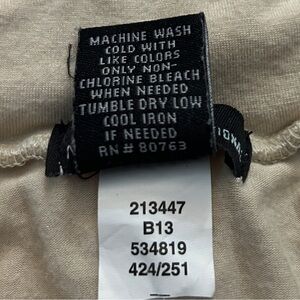 MACHINE WASH
COLD WITH
LIKE COLORS
ONLY NON-
CHLORINE BLEACH
WHEN NEEDED
TUMBLE DRY LOW
COOL IRON
IF NEEDED
RN# 80763
213447
B13
534819
424/251